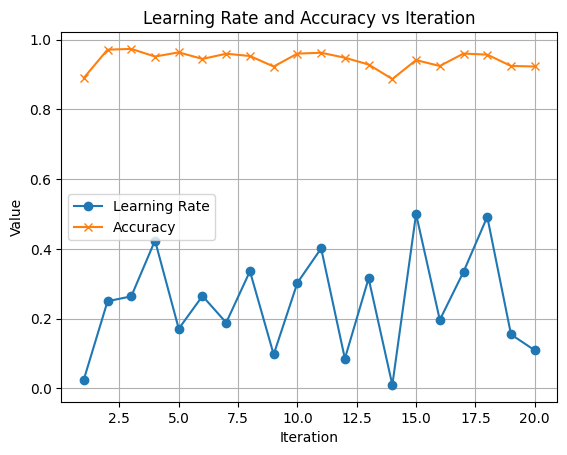 Learning Rate and Accuracy vs Iteration
1.0
0.8
0.6
0.4
0.2
0.0
Value
Learning Rate
Accuracy
2.5 5.0 7.5 10.0 12.5 15.0 17.5 20.0
Iteration